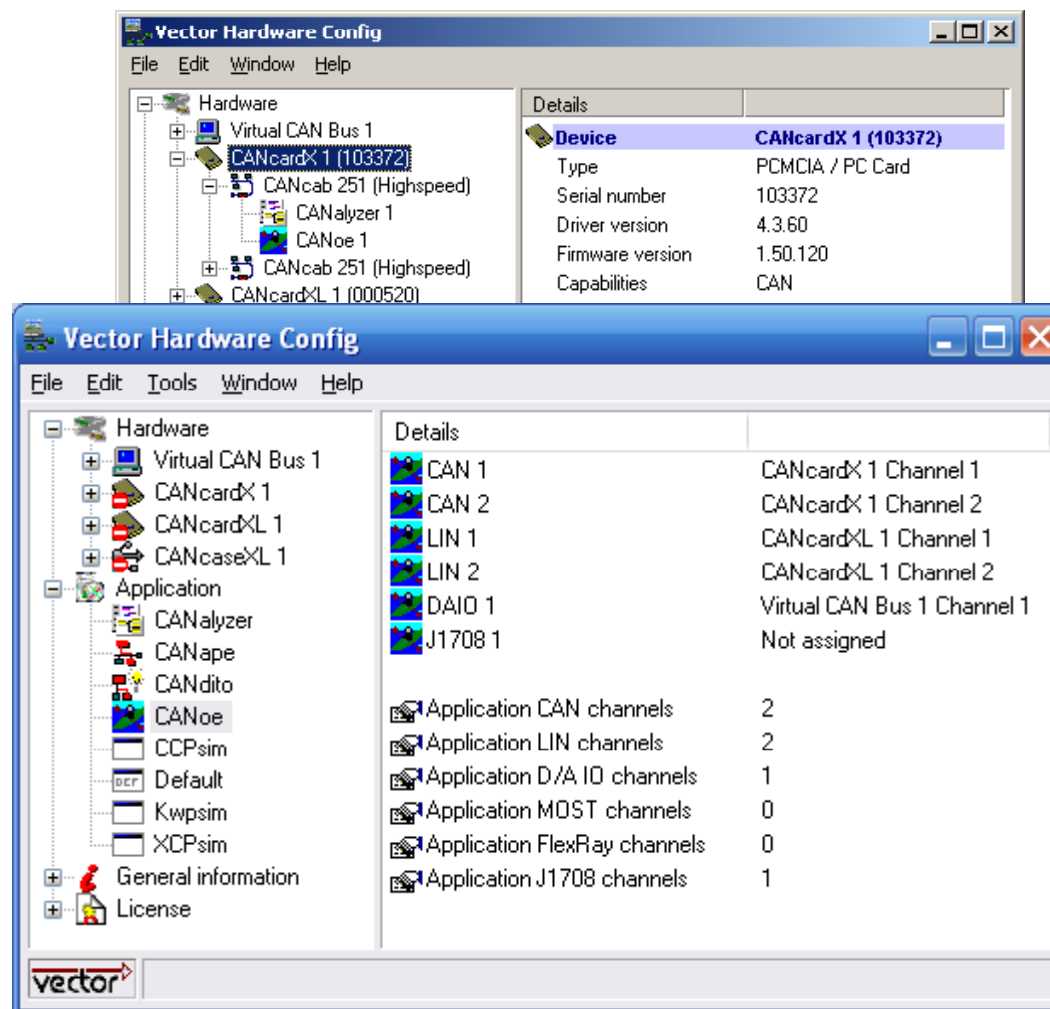 Vector Hardware Config
File Edit Window Help
Hardware
Virtual CAN Bus 1
CANcardX 1 (103372)
CANcab 251 (Highspeed)
CANalyzer 1
CANoe 1
CANcab 251 (Highspeed)
CANcardXL 1 (000520)
Details
Device CANcardX 1 (103372)
Type PCMCIA / PC Card
Serial number 103372
Driver version 4.3.60
Firmware version 1.50.120
Capabilities CAN
Vector Hardware Config
File Edit Tools Window Help
Hardware
Virtual CAN Bus 1
CANcardX 1
CANcardXL 1
CANcaseXL 1
Application
CANalyzer
CANape
CANdito
CANoe
CCPsim
Default
Kwpsim
XCPsim
General information
License
Details
CAN 1 CANcardX 1 Channel 1
CAN 2 CANcardX 1 Channel 2
LIN 1 CANcardXL 1 Channel 1
LIN 2 CANcardXL 1 Channel 2
DAIO 1 Virtual CAN Bus 1 Channel 1
J1708 1 Not assigned
Application CAN channels 2
Application LIN channels 2
Application D/A IO channels 1
Application MOST channels 0
Application FlexRay channels 0
Application J1708 channels 1
vector